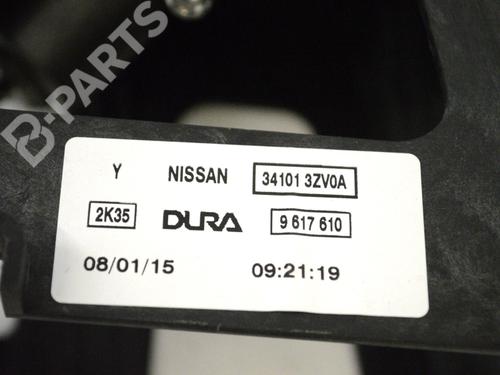 B-PARTS
Y NISSAN 34101 3ZV0A
2K35 DURA 9 617 610
08/01/15 09:21:19